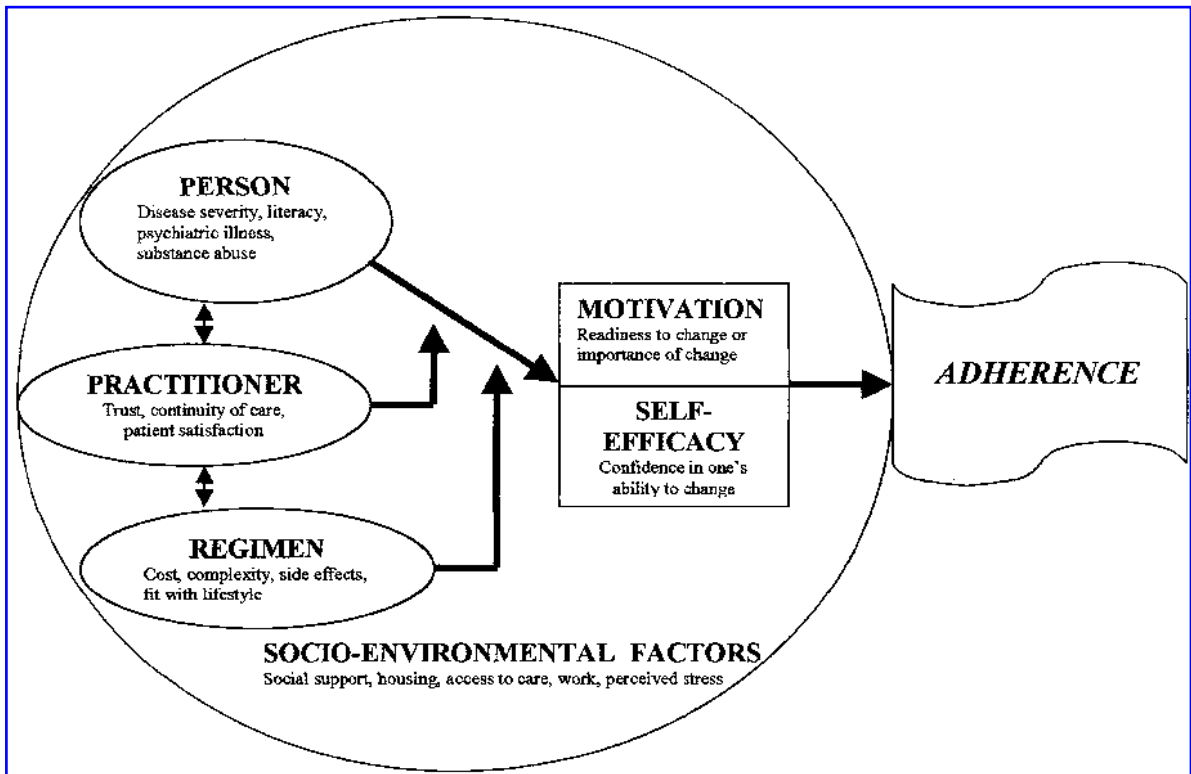 PERSON
Disease severity, literacy,
psychiatric illness,
substance abuse
PRACTITIONER
Trust, continuity of care,
patient satisfaction
REGIMEN
Cost, complexity, side effects,
fit with lifestyle
MOTIVATION
Readiness to change or
importance of change
SELF-
EFFICACY
Confidence in one's
ability to change
ADHERENCE
SOCIO-ENVIRONMENTAL FACTORS
Social support, housing, access to care, work, perceived stress